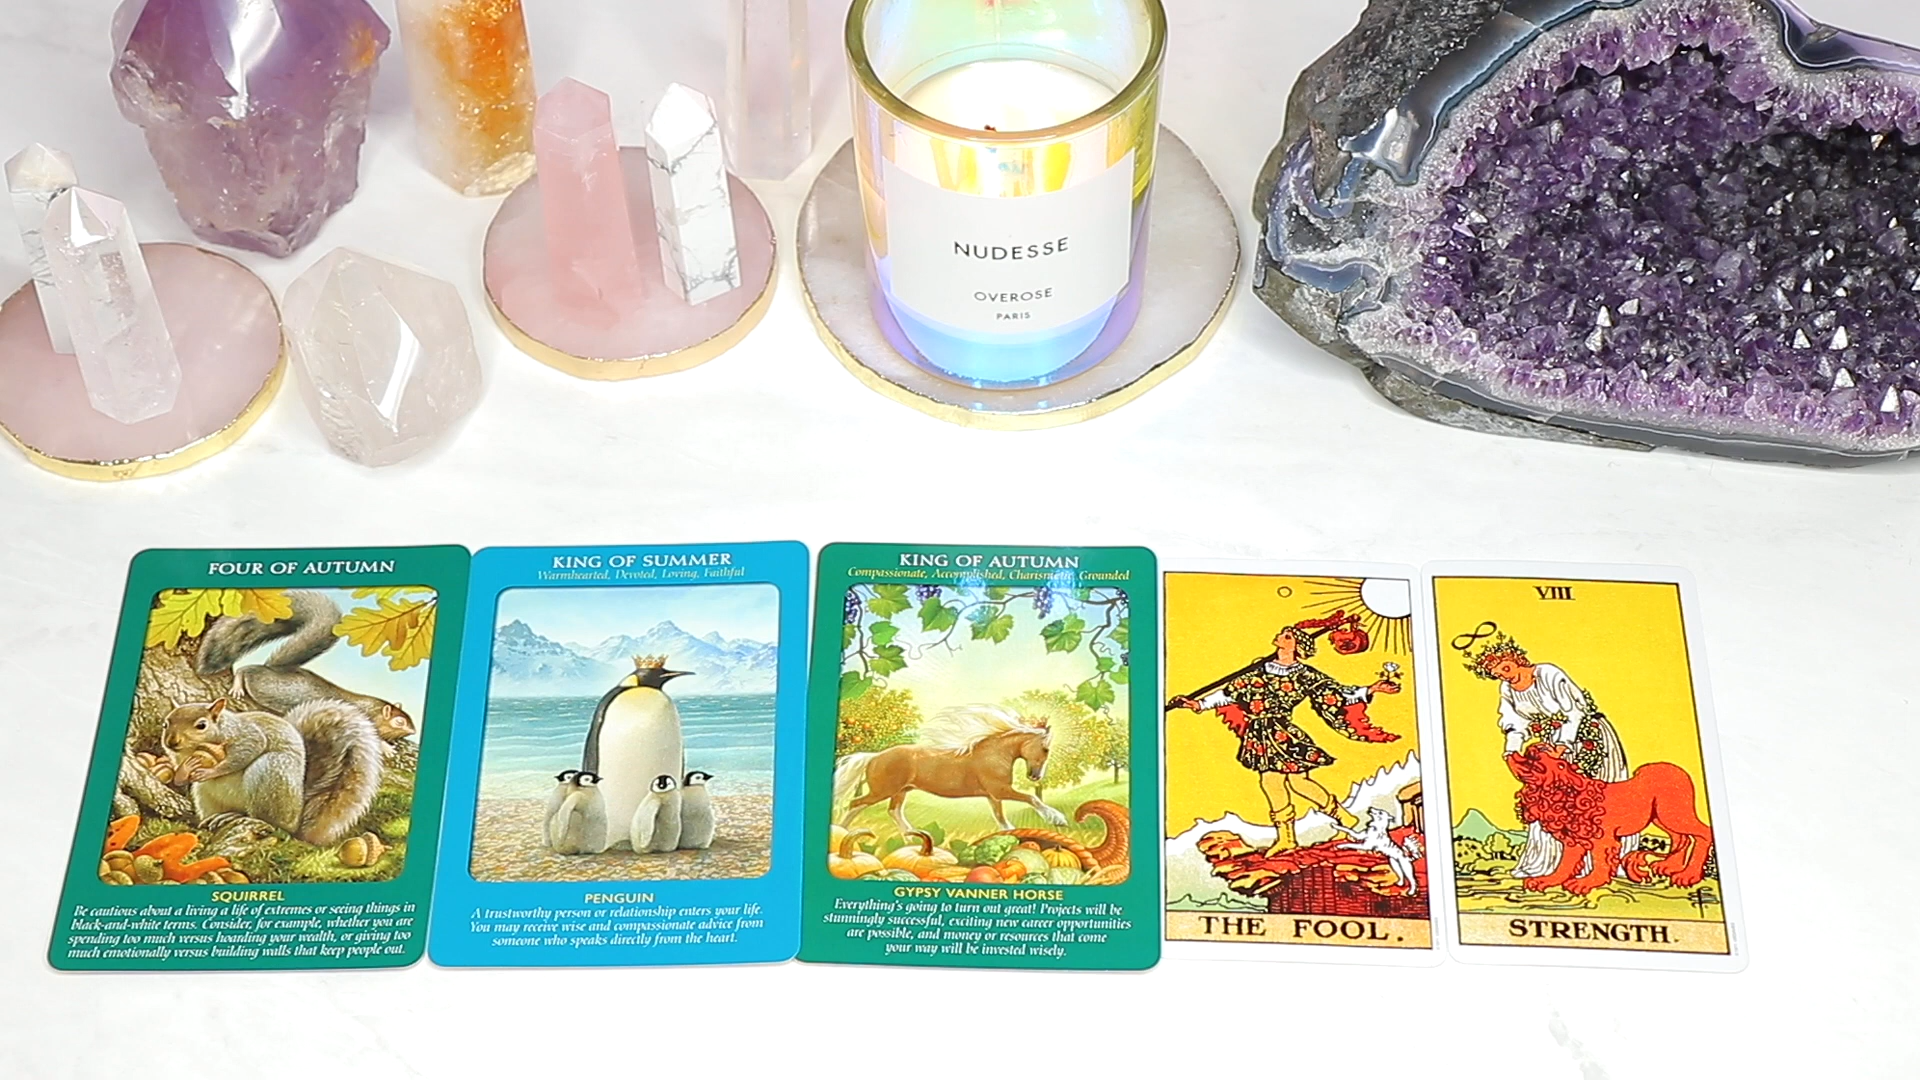 NUDESSE
OVEROSE
PARIS
FOUR OF AUTUMN
SQUIRREL
Be cautious about a living a life of extremes or seeing things in
black-and-white terms. Consider, for example, whether you are
spending too much versus hoarding your wealth, or giving too
much emotionally versus building walls that keep people out.
KING OF SUMMER
Warmhearted, Devoted, Loving, Faithful
PENGUIN
A trustworthy person or relationship enters your life.
You may receive wise and compassionate advice from
someone who speaks directly from the heart.
KING OF AUTUMN
Compassionate, Accomplished, Charismatic, Grounded
GYPSY VANNER HORSE
Everything's going to turn out great! Projects will be
stunningly successful, exciting new career opportunities
are possible, and money or resources that come
your way will be invested wisely.
THE FOOL.
VIII
STRENGTH.